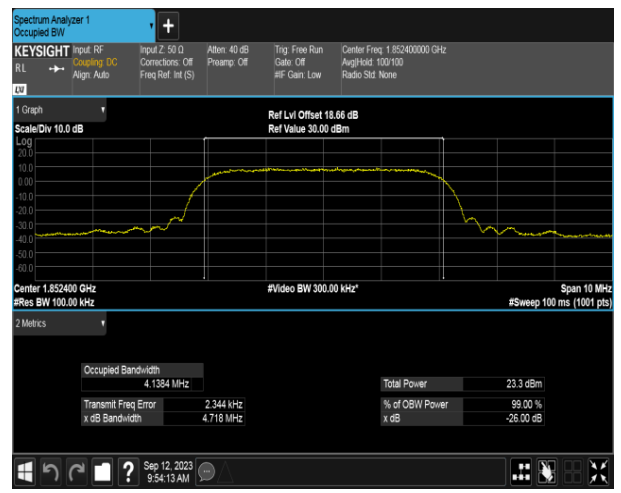 Spectrum Analyzer 1
Occupied BW
KEYSIGHT
RL
LXI
Input: RF
Coupling: DC
Align: Auto
Input Z: 50 Ω
Corrections: Off
Freq Ref: Int (S)
Atten: 40 dB
Preamp: Off
Trig: Free Run
Gate: Off
#IF Gain: Low
Center Freq: 1.852400000 GHz
Avg|Hold: 100/100
Radio Std: None
1 Graph
Scale/Div 10.0 dB
Ref Lvl Offset 18.66 dB
Ref Value 30.00 dBm
Log
20.0
10.0
0.00
-10.0
-20.0
-30.0
-40.0
-50.0
-60.0
Center 1.852400 GHz
#Res BW 100.00 kHz
#Video BW 300.00 kHz*
Span 10 MHz
#Sweep 100 ms (1001 pts)
2 Metrics
Occupied Bandwidth
4.1384 MHz
Transmit Freq Error 2.344 kHz
x dB Bandwidth 4.718 MHz
Total Power 23.3 dBm
% of OBW Power 99.00 %
x dB -26.00 dB
?
Sep 12, 2023
9:54:13 AM